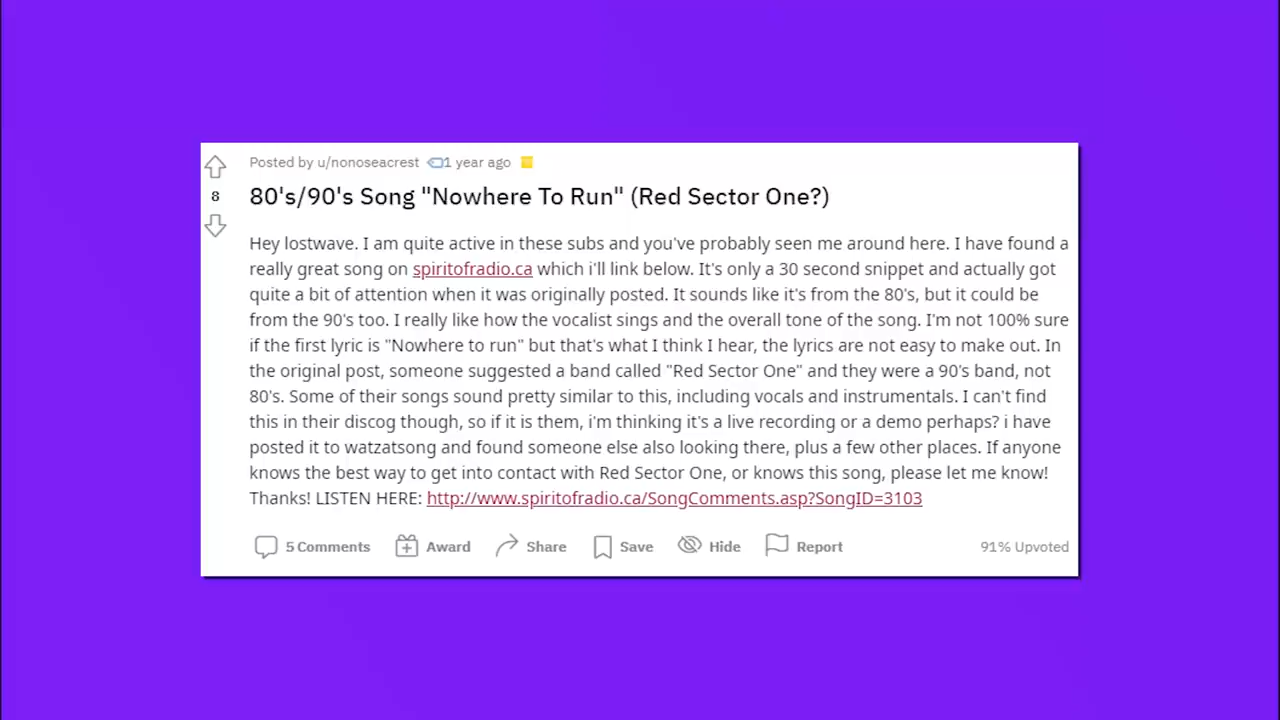 Posted by u/nonoseacrest 1 year ago
8
80's/90's Song "Nowhere To Run" (Red Sector One?)
Hey lostwave. I am quite active in these subs and you've probably seen me around here. I have found a
really great song on spiritofradio.ca which i'll link below. It's only a 30 second snippet and actually got
quite a bit of attention when it was originally posted. It sounds like it's from the 80's, but it could be
from the 90's too. I really like how the vocalist sings and the overall tone of the song. I'm not 100% sure
if the first lyric is "Nowhere to run" but that's what I think I hear, the lyrics are not easy to make out. In
the original post, someone suggested a band called "Red Sector One" and they were a 90's band, not
80's. Some of their songs sound pretty similar to this, including vocals and instrumentals. I can't find
this in their discog though, so if it is them, i'm thinking it's a live recording or a demo perhaps? i have
posted it to watzatsong and found someone else also looking there, plus a few other places. If anyone
knows the best way to get into contact with Red Sector One, or knows this song, please let me know!
Thanks! LISTEN HERE: http://www.spiritofradio.ca/SongComments.asp?SongID=3103
5 Comments Award Share Save Hide Report 91% Upvoted